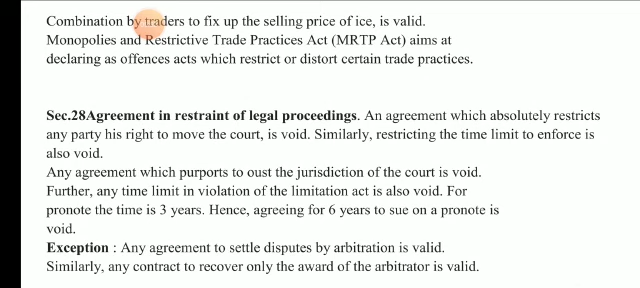 Combination by traders to fix up the selling price of ice, is valid.
Monopolies and Restrictive Trade Practices Act (MRTP Act) aims at
declaring as offences acts which restrict or distort certain trade practices.
Sec.28Agreement in restraint of legal proceedings. An agreement which absolutely restricts
any party his right to move the court, is void. Similarly, restricting the time limit to enforce is
also void.
Any agreement which purports to oust the jurisdiction of the court is void.
Further, any time limit in violation of the limitation act is also void. For
pronote the time is 3 years. Hence, agreeing for 6 years to sue on a pronote is
void.
Exception : Any agreement to settle disputes by arbitration is valid.
Similarly, any contract to recover only the award of the arbitrator is valid.